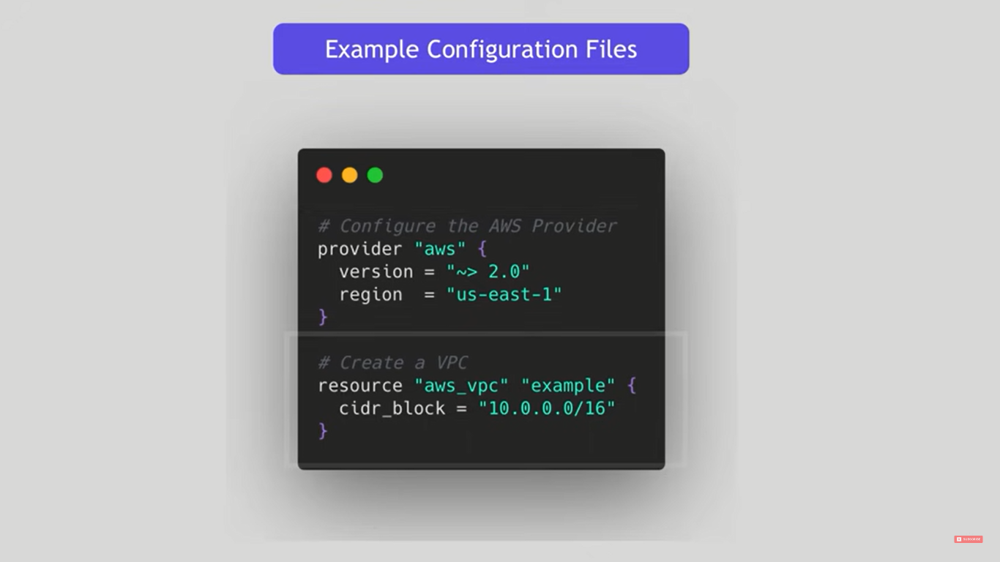 Example Configuration Files
# Configure the AWS Provider
provider "aws" {
  version = "~> 2.0"
  region  = "us-east-1"
}
# Create a VPC
resource "aws_vpc" "example" {
  cidr_block = "10.0.0.0/16"
}
SUBSCRIBE